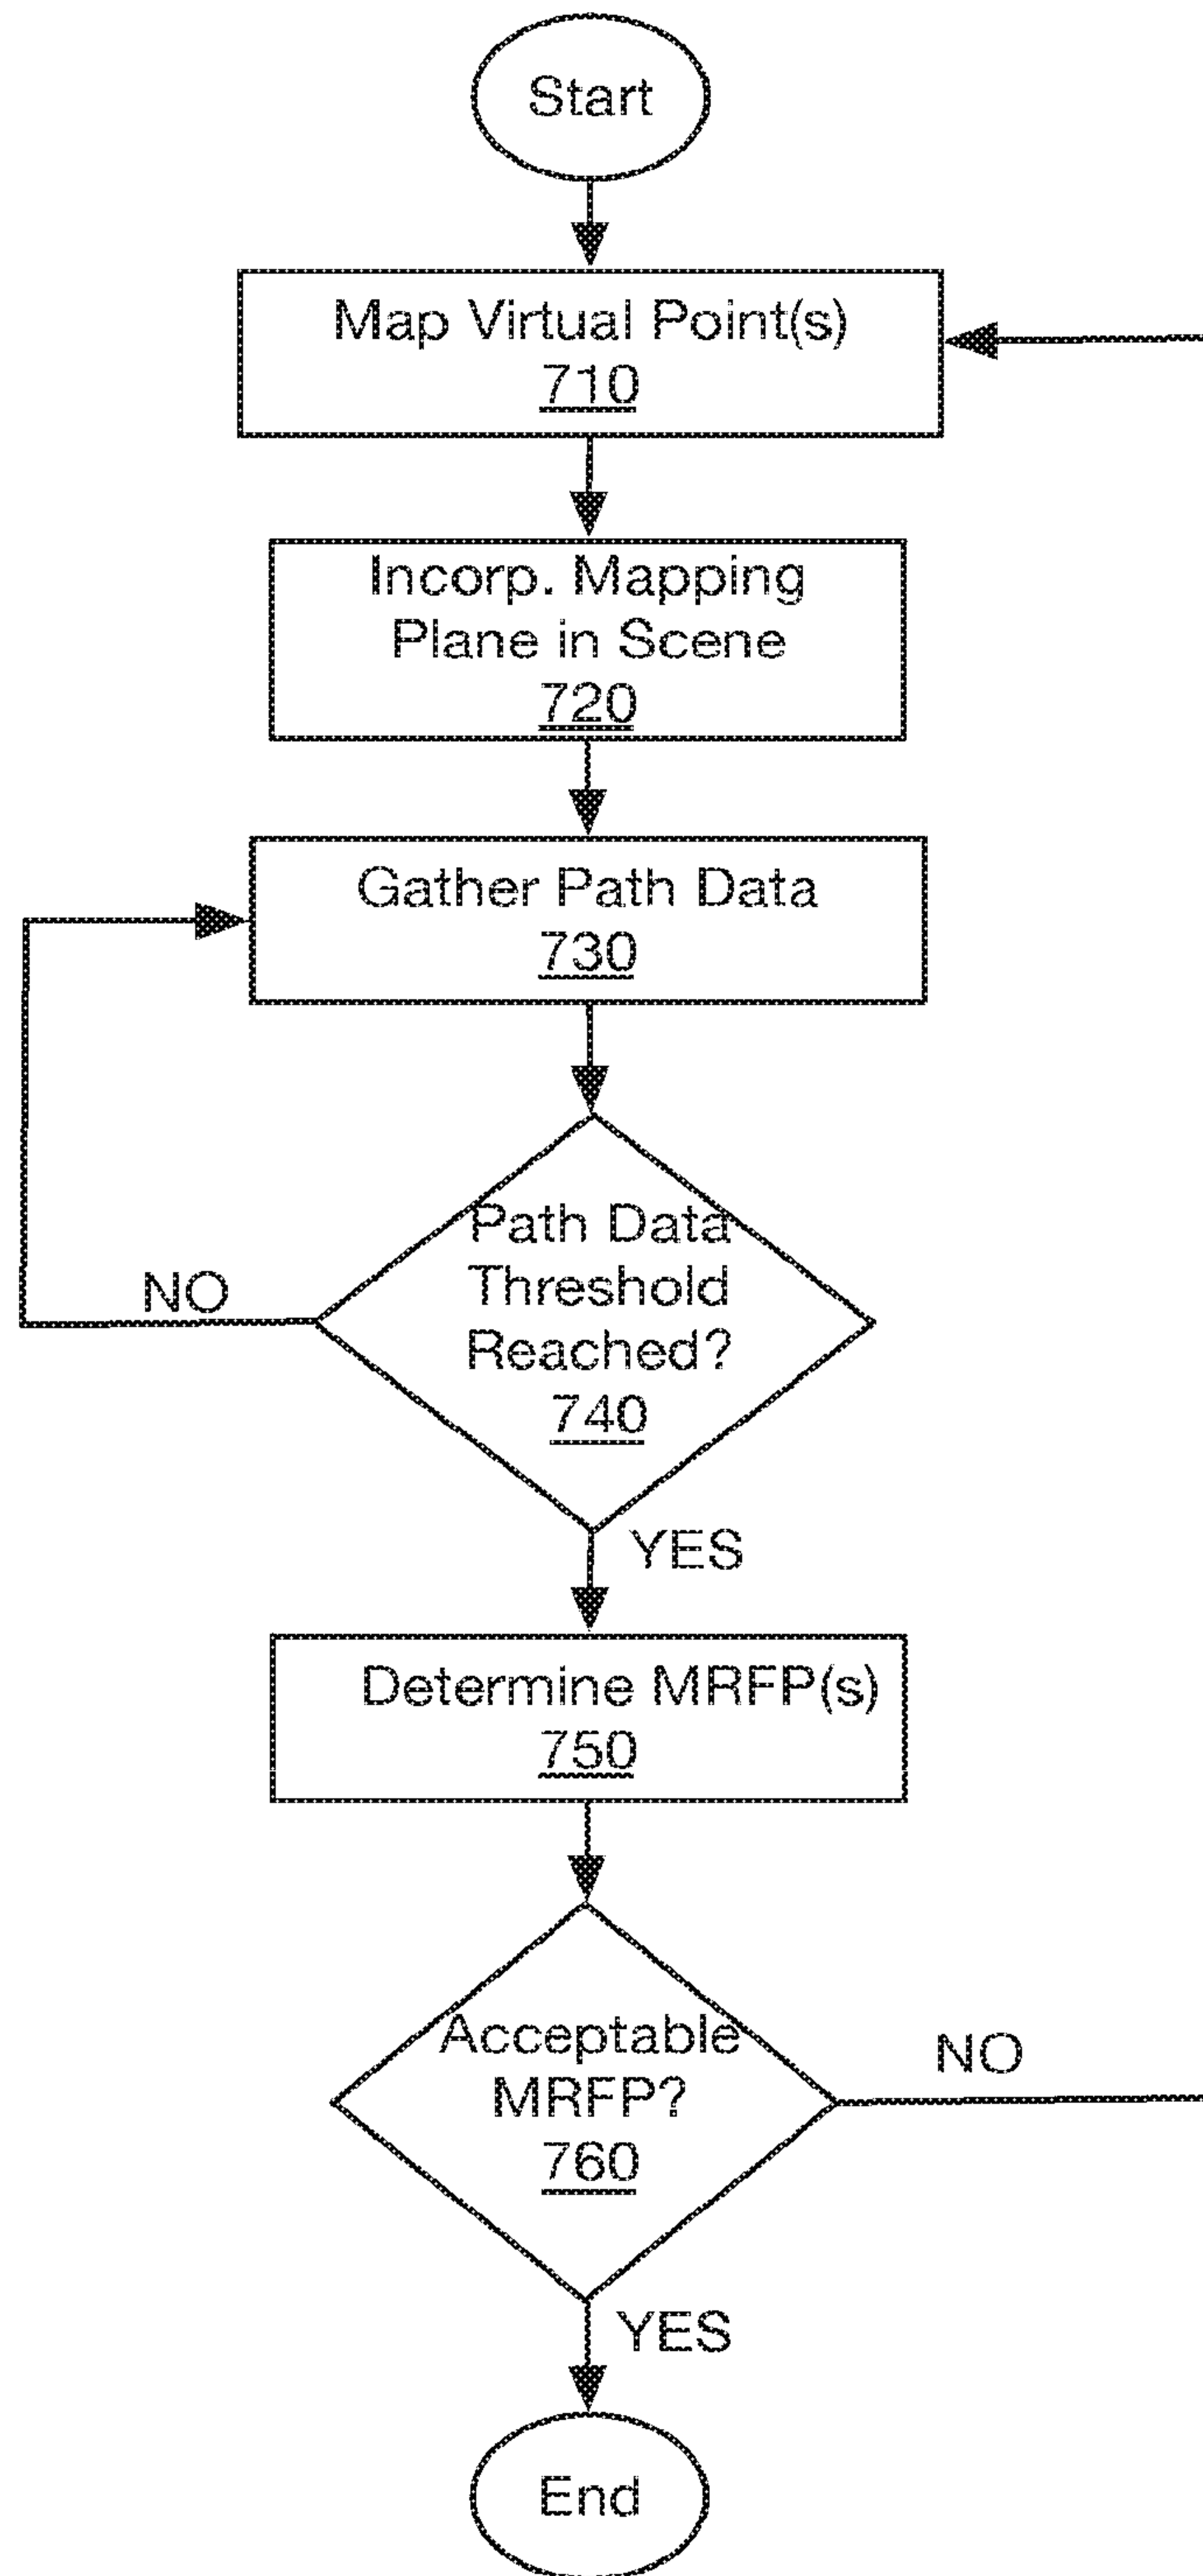 Start
Map Virtual Point(s)
710
Incorp. Mapping
Plane in Scene
720
Gather Path Data
730
Path Data
Threshold
Reached?
740
NO
YES
Determine MRFP(s)
750
Acceptable
MRFP?
760
NO
YES
End